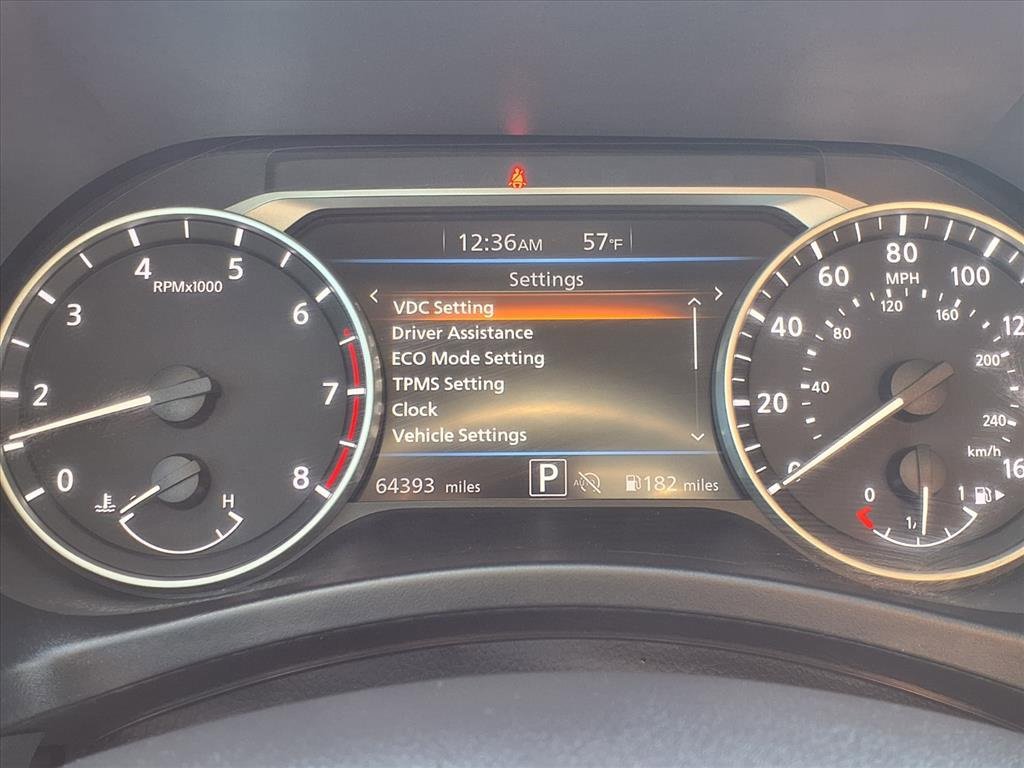 12:36AM 57°F
Settings
VDC Setting
Driver Assistance
ECO Mode Setting
TPMS Setting
Clock
Vehicle Settings
64393 miles P 182 miles
0 2 3 4 5 6 7 8
RPMx1000
H
0 20 40 60 80 100
MPH
40 80 120 160 200 240
km/h
0 1